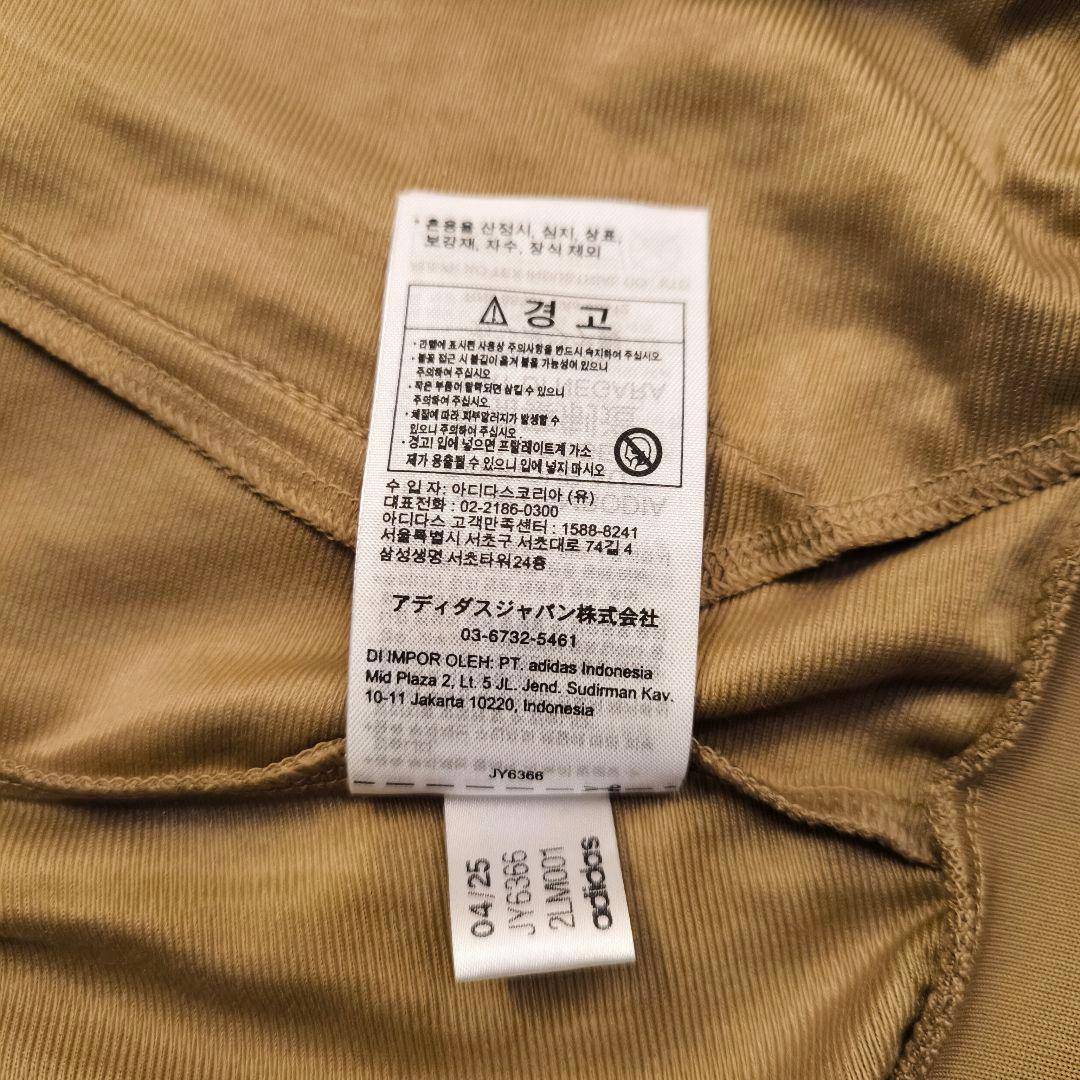 * 혼용율 산정시, 심지, 상표,
보강재, 자수, 장식 제외
경 고
· 라벨에 표시된 사용상 주의사항을 반드시 숙지하여 주십시오.
· 불꽃 접근 시 불길이 옮겨 붙을 가능성이 있으니
주의하여 주십시오
· 작은 부품이 탈락되면 삼킬 수 있으니
주의하여 주십시오.
· 체질에 따라 피부알러지가 발생할 수
있으니 주의하여 주십시오.
· 경고! 입에 넣으면 프탈레이트계 가소
제가 용출될 수 있으니 입에 넣지 마시오
수 입 자: 아디다스코리아 (유)
대표전화 : 02-2186-0300
아디다스 고객만족센터 : 1588-8241
서울특별시 서초구 서초대로 74길 4
삼성생명 서초타워24층
アディダスジャパン株式会社
03-6732-5461
DI IMPOR OLEH: PT. adidas Indonesia
Mid Plaza 2, Lt. 5 JL. Jend. Sudirman Kav.
10-11 Jakarta 10220, Indonesia
JY6366
04/25
JY6366
2LM001
adidas